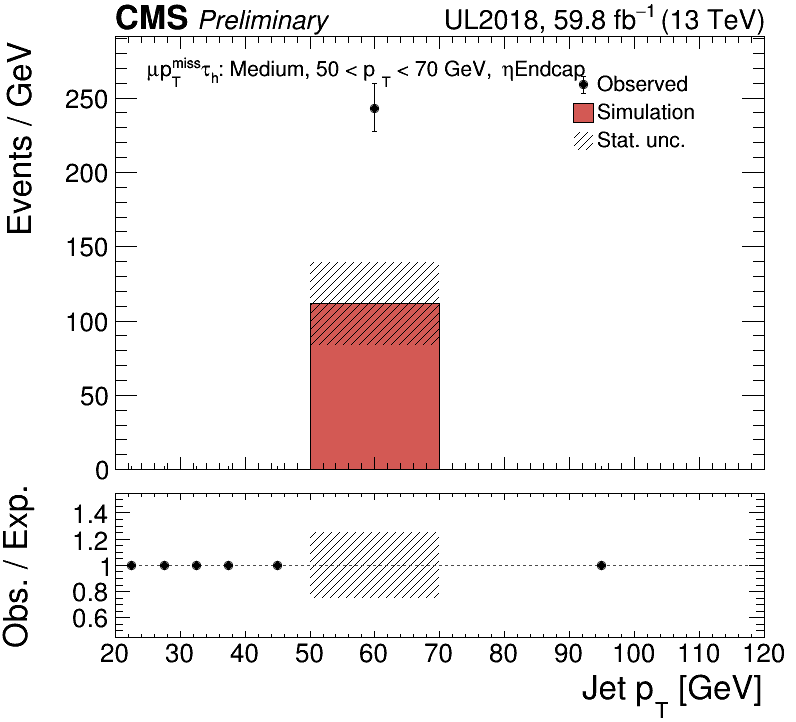 CMS Preliminary UL2018, 59.8 fb⁻¹ (13 TeV)
μp_T^miss τ_h: Medium, 50 < p_T < 70 GeV, ηEndcap
Observed
Simulation
Stat. unc.
Events / GeV
250
200
150
100
50
0
Obs. / Exp.
1.4
1.2
1
0.8
0.6
20 30 40 50 60 70 80 90 100 110 120
Jet p_T [GeV]